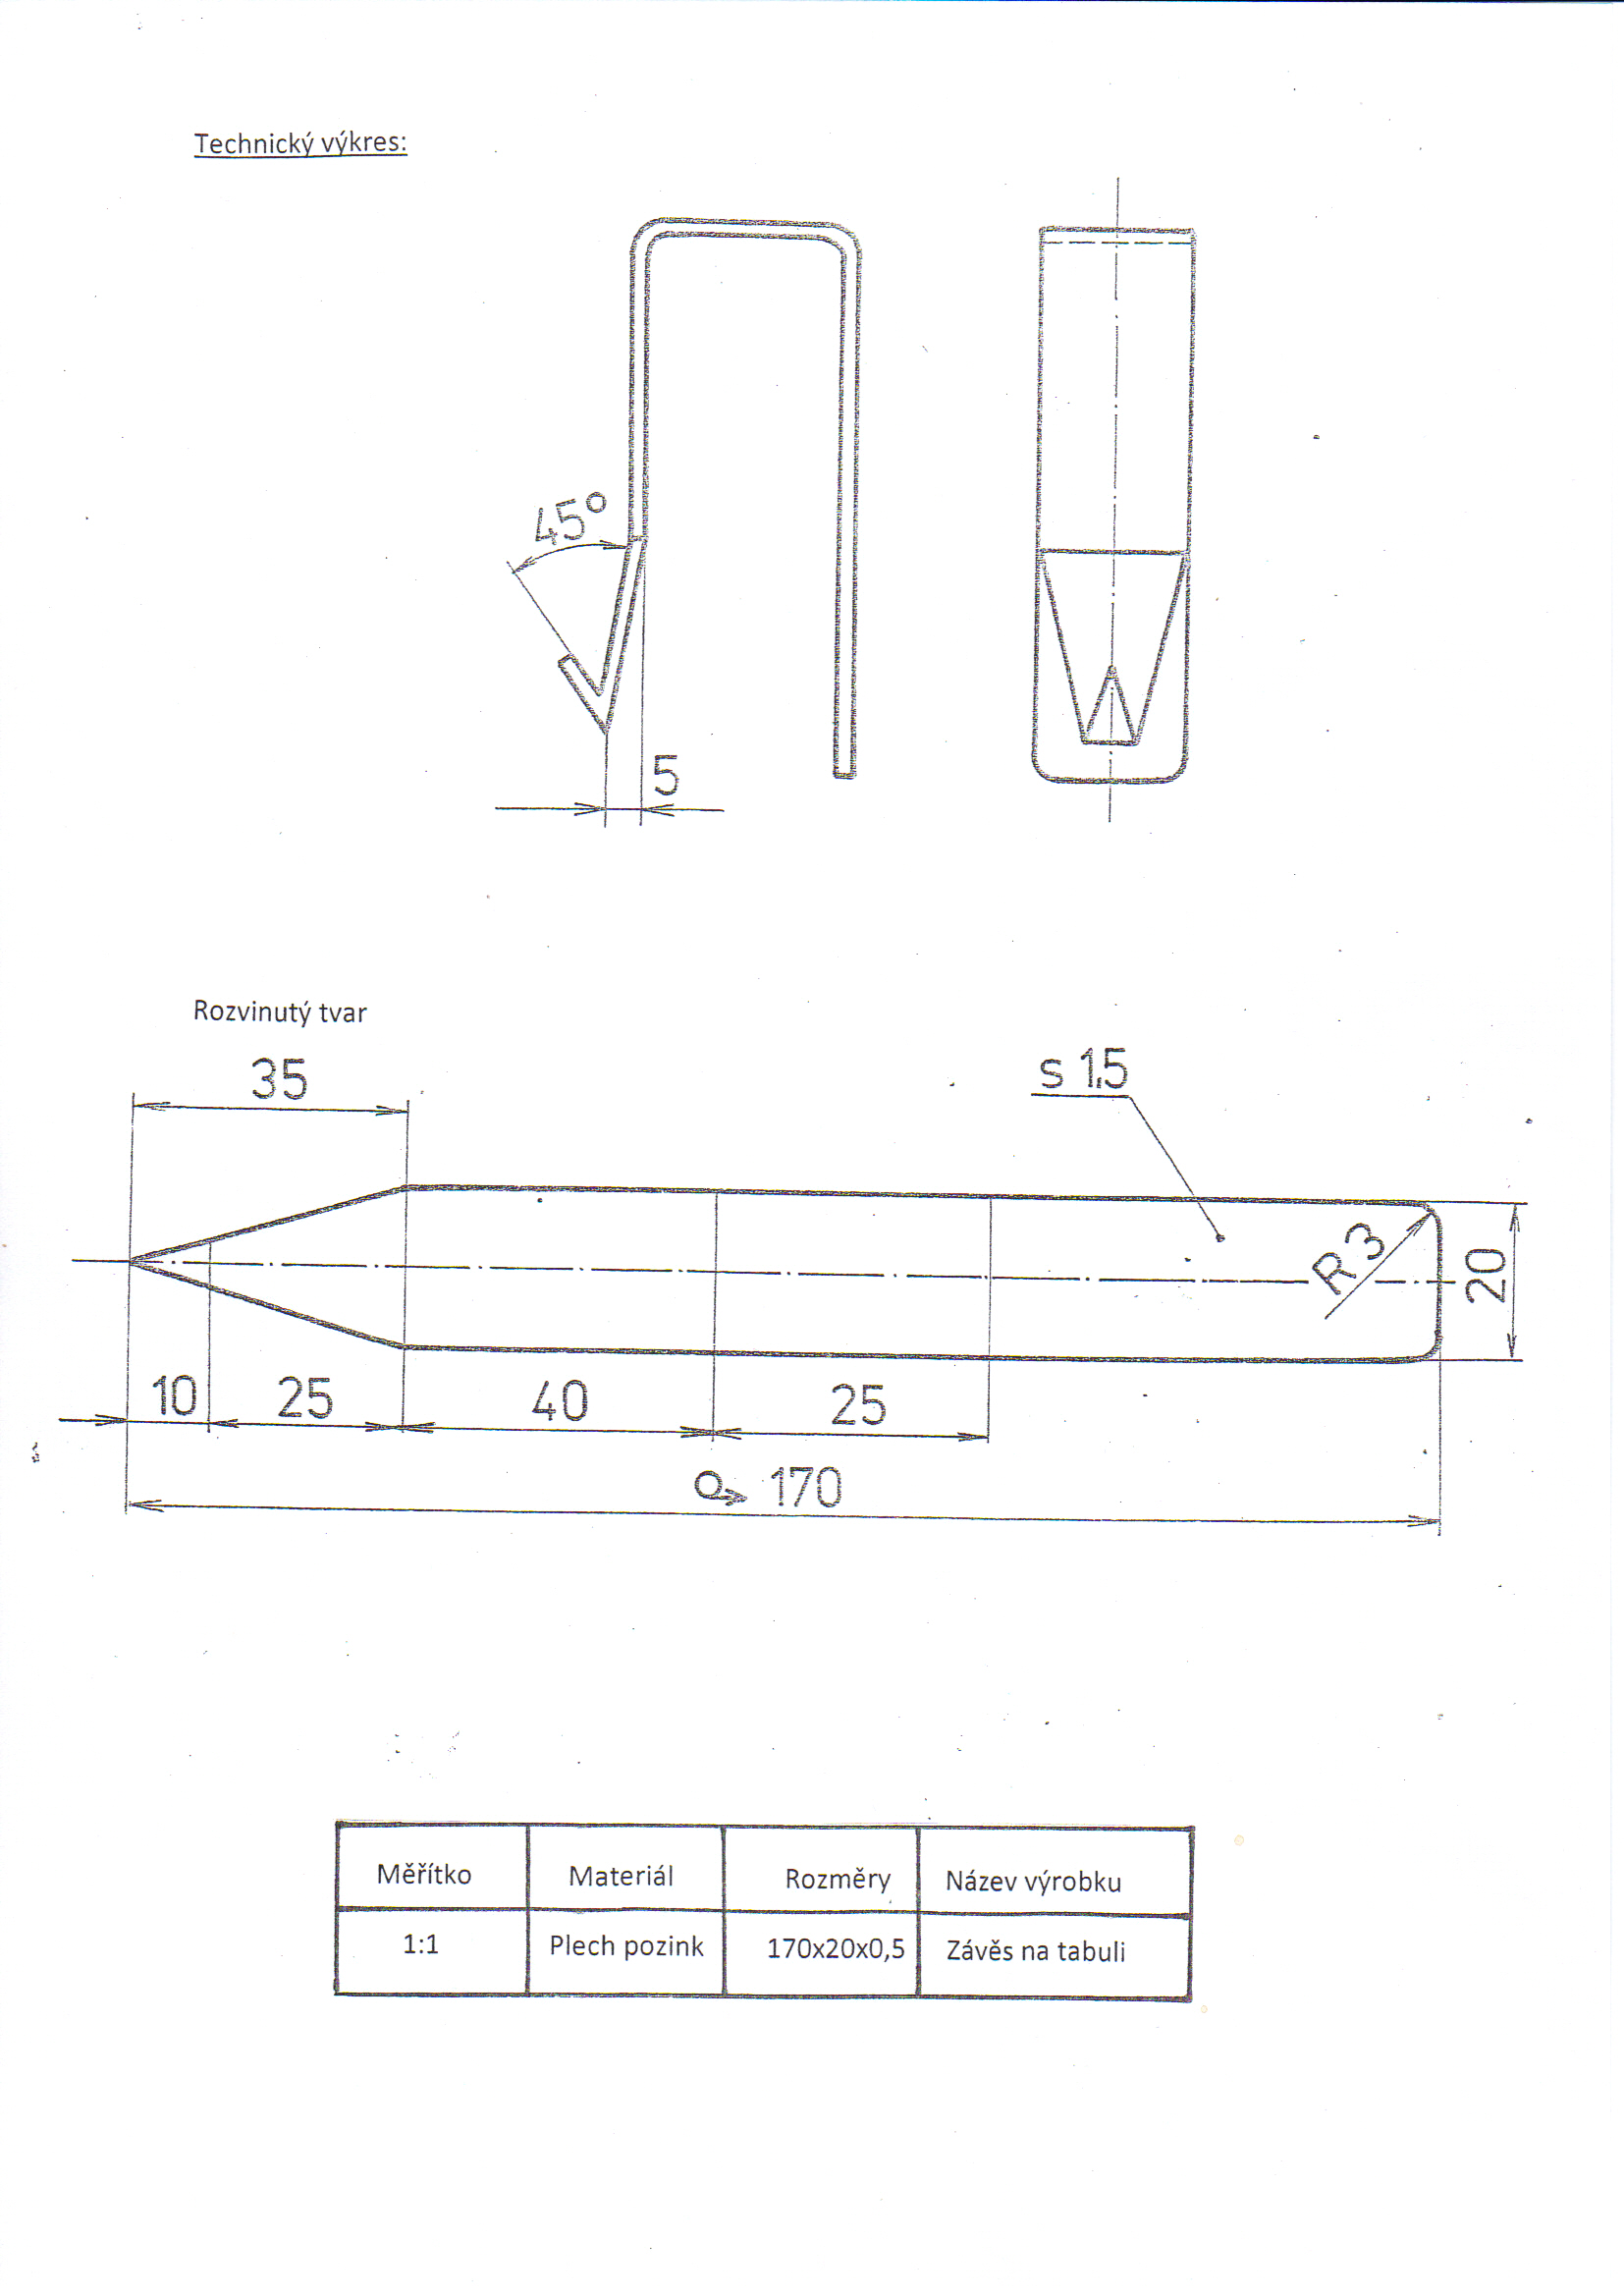 Technický výkres:
45°
5
Rozvinutý tvar
35
s 1.5
R 3
20
10 25 40 25
170
Měřítko Materiál Rozměry Název výrobku
1:1 Plech pozink 170x20x0,5 Závěs na tabuli